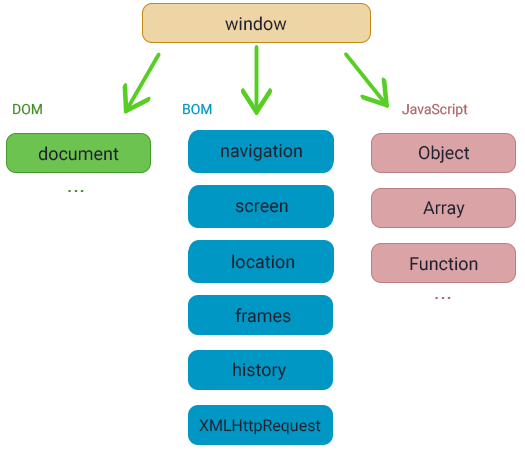 window
DOM
document
...
BOM
navigation
screen
location
frames
history
XMLHttpRequest
JavaScript
Object
Array
Function
...